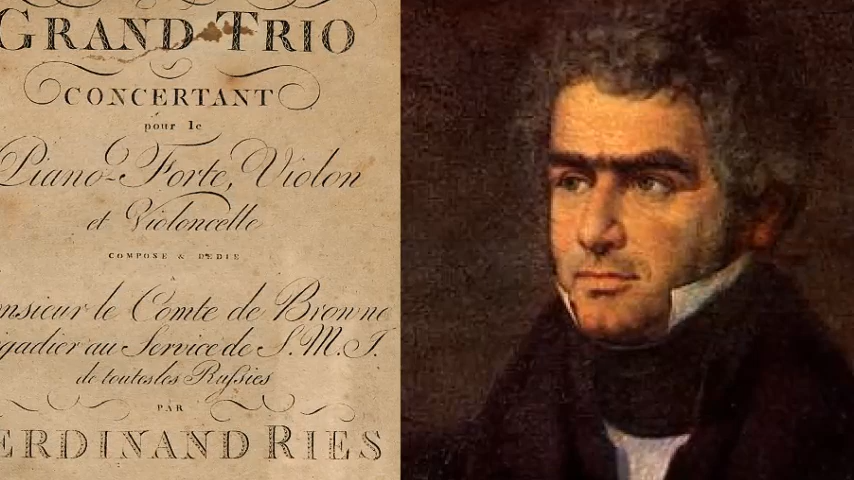 GRAND TRIO
CONCERTANT
pour le
Piano-Forte, Violon
et Violoncelle
COMPOSÉ & DEDIÉ
A
onsieur le Comte de Browne
igadier au Service de S. M. I.
de toutes les Russies
PAR
ERDINAND RIES